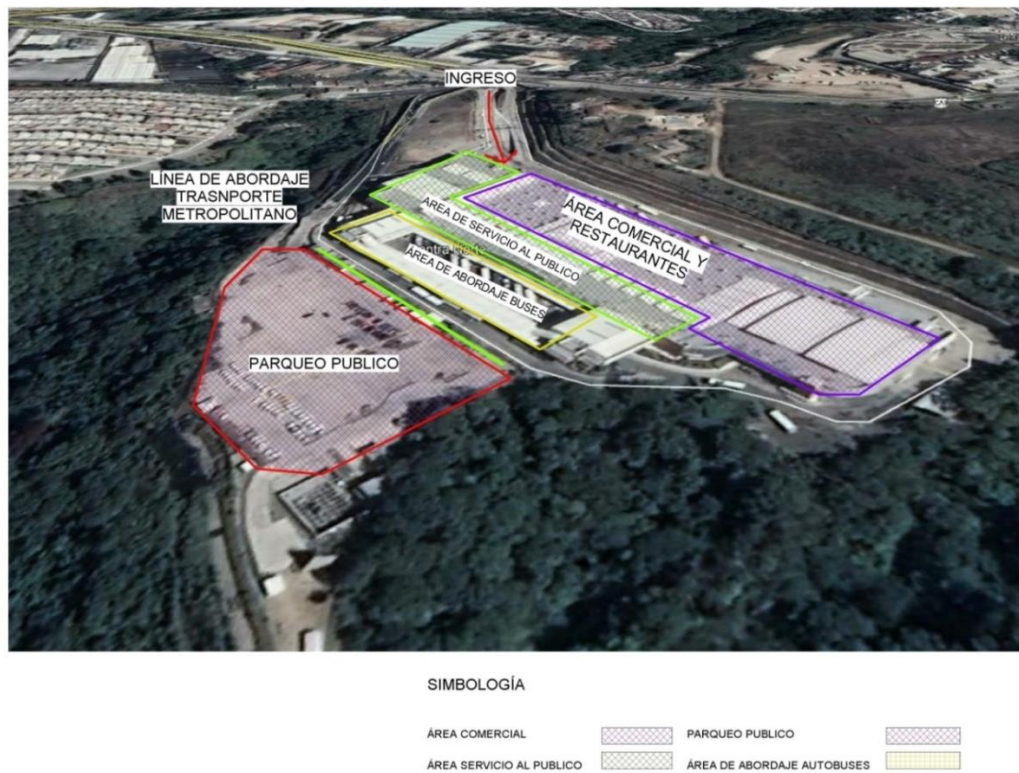 INGRESO
LÍNEA DE ABORDAJE
TRASNPORTE
METROPOLITANO
ÁREA COMERCIAL Y
RESTAURANTES
AREA DE SERVICIO AL PUBLICO
ÁREA DE ABORDAJE BUSES
PARQUEO PUBLICO
SIMBOLOGÍA
ÁREA COMERCIAL
PARQUEO PUBLICO
ÁREA SERVICIO AL PUBLICO
ÁREA DE ABORDAJE AUTOBUSES